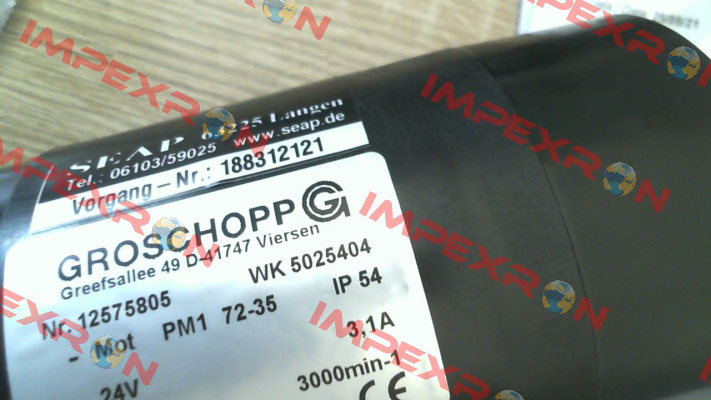 SEAP 63225 Langen
Tel.: 06103/59025 www.seap.de
Vorgang - Nr.: 188312121
GROSCHOPP G
Greefsallee 49 D-41747 Viersen
WK 5025404
Nr. 12575805
IP 54
- Mot PM1 72-35
3,1A
24V
3000min-1
CE
IMPEXRON
IMPEXRON
IMPEXRON
IMPEXRON
IMPEXRON
IMPEXRON